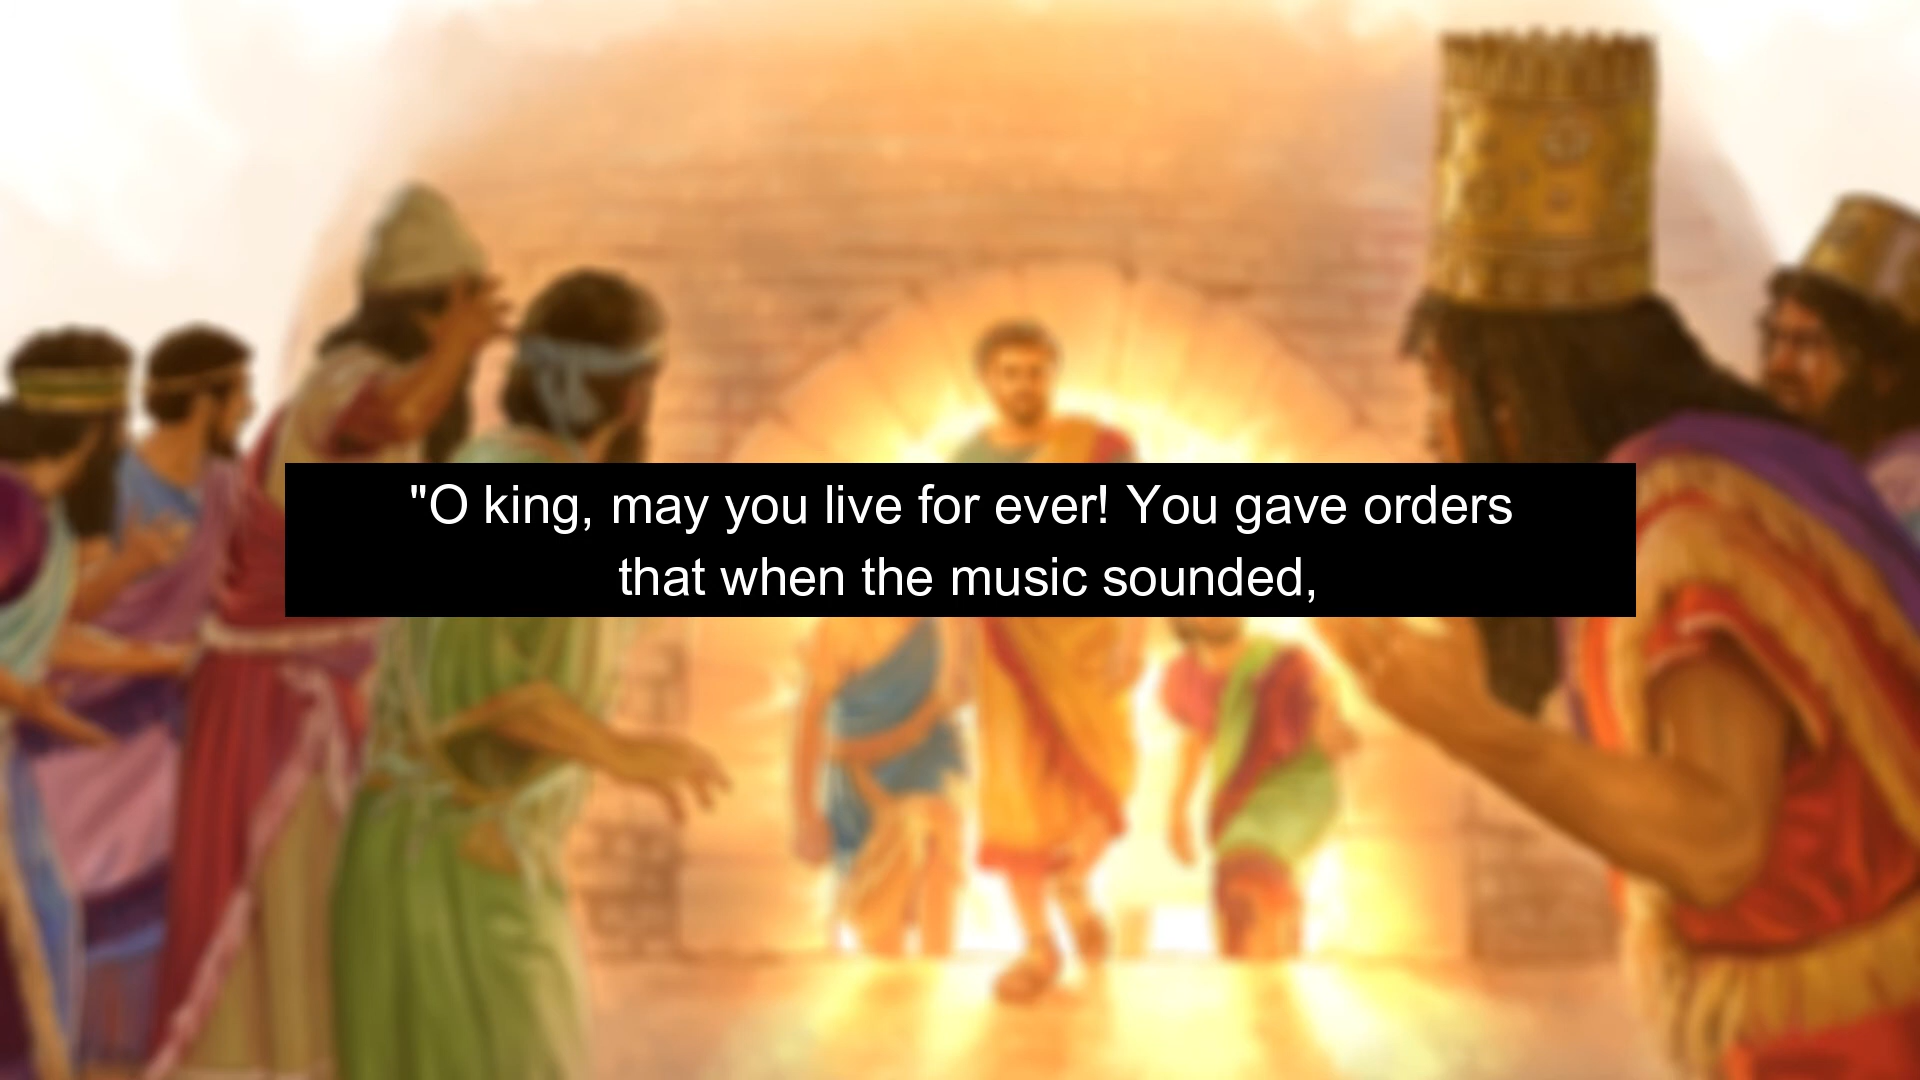 "O king, may you live for ever! You gave orders
that when the music sounded,